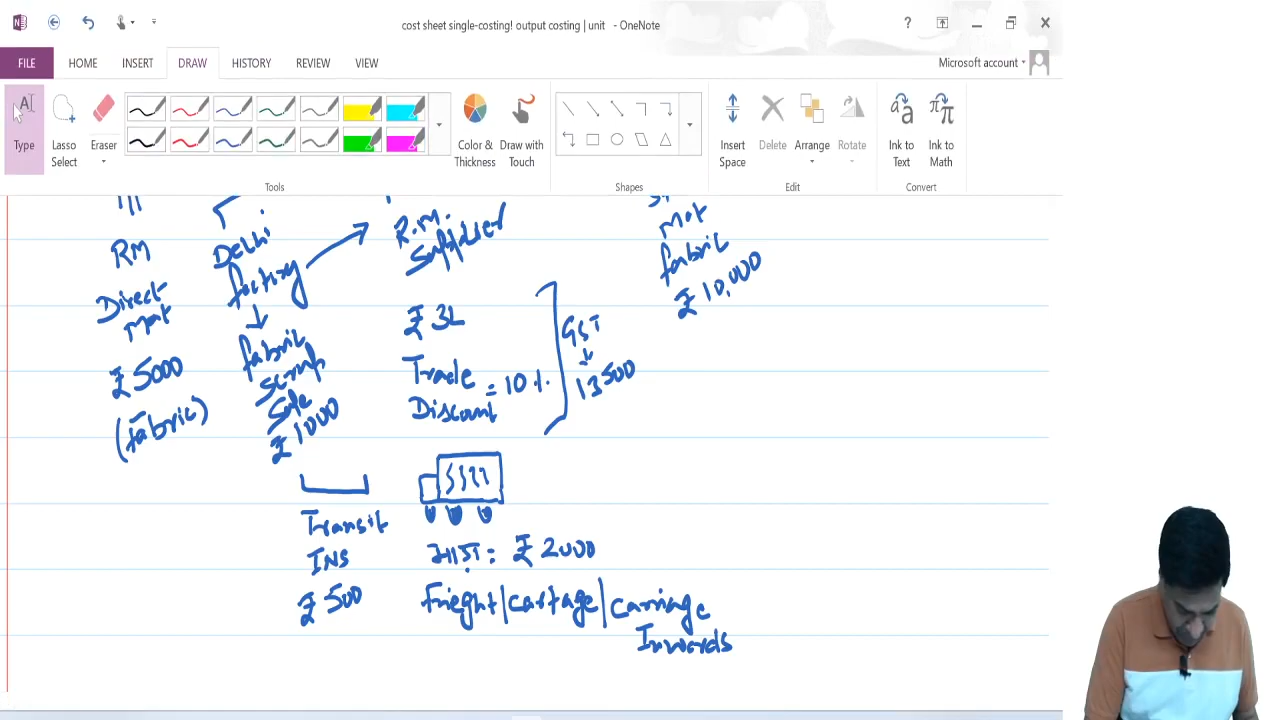 cost sheet single-costing! output costing | unit - OneNote
FILE HOME INSERT DRAW HISTORY REVIEW VIEW
Microsoft account
Type
Lasso Select
Eraser
Color & Thickness
Draw with Touch
Insert Space
Delete
Arrange
Rotate
Ink to Text
Ink to Math
Tools
Shapes
Edit
Convert
RM
Direct
Mat
₹5000
(fabric)
Delhi
factory
↓
fabric
scrap
Sale
₹1000
R.M.
Supplier
₹3L
Trade
Discount = 10%
GST
↓
13500
mat
fabric
₹10,000
Transit
INS
₹500
भाड़ा: ₹2000
Frieght|Cartage|Carriage
Inwards